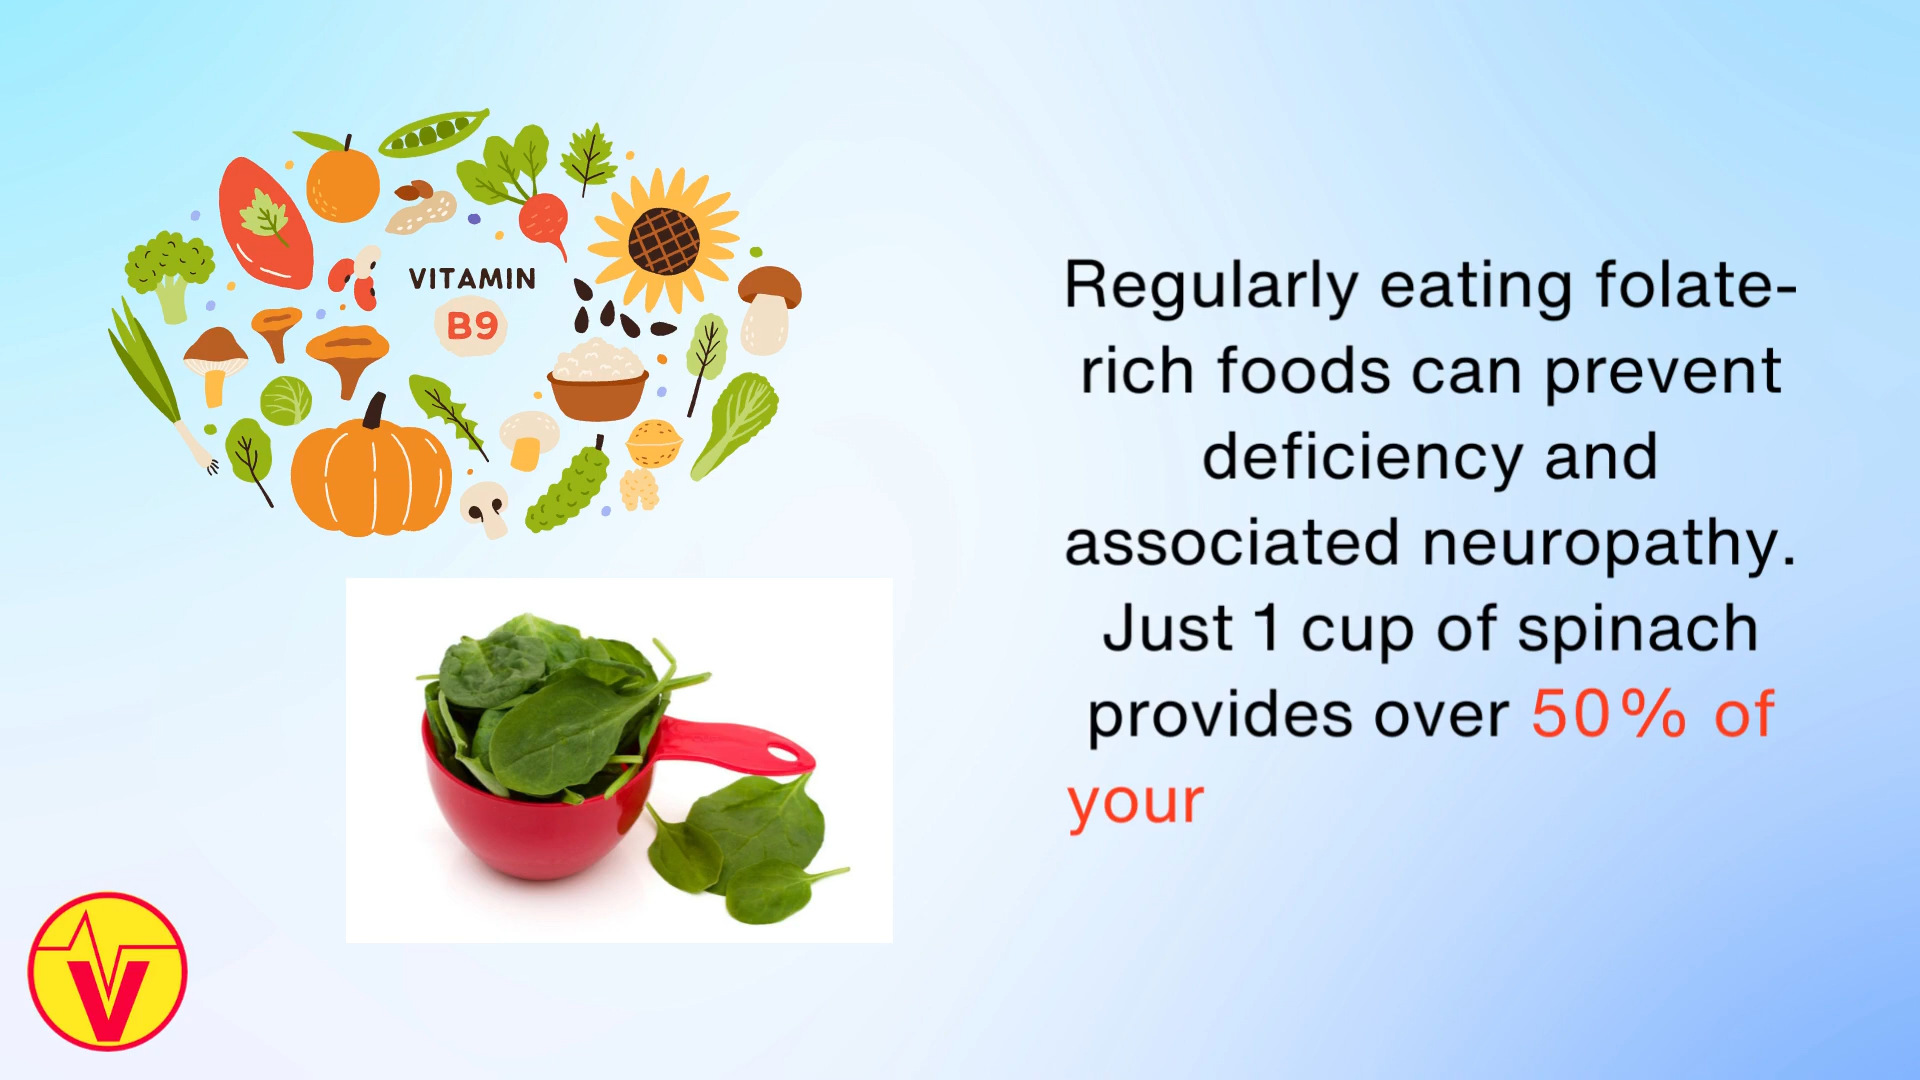 VITAMIN
B9
Regularly eating folate-
rich foods can prevent
deficiency and
associated neuropathy.
Just 1 cup of spinach
provides over 50% of
your
V